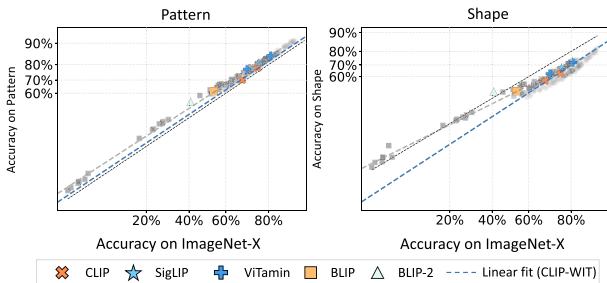 Pattern
Shape
Accuracy on Pattern
90%
80%
70%
60%
20%
40%
60%
80%
Accuracy on ImageNet-X
Accuracy on Shape
90%
80%
70%
60%
20%
40%
60%
80%
Accuracy on ImageNet-X
CLIP SigLIP ViTamin BLIP BLIP-2 Linear fit (CLIP-WIT)